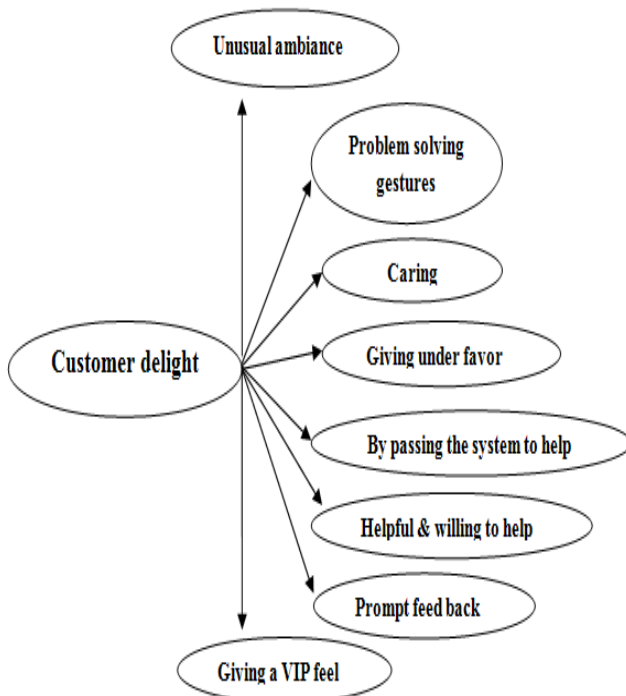 Unusual ambiance
Problem solving
gestures
Caring
Customer delight
Giving under favor
By passing the system to help
Helpful & willing to help
Prompt feed back
Giving a VIP feel